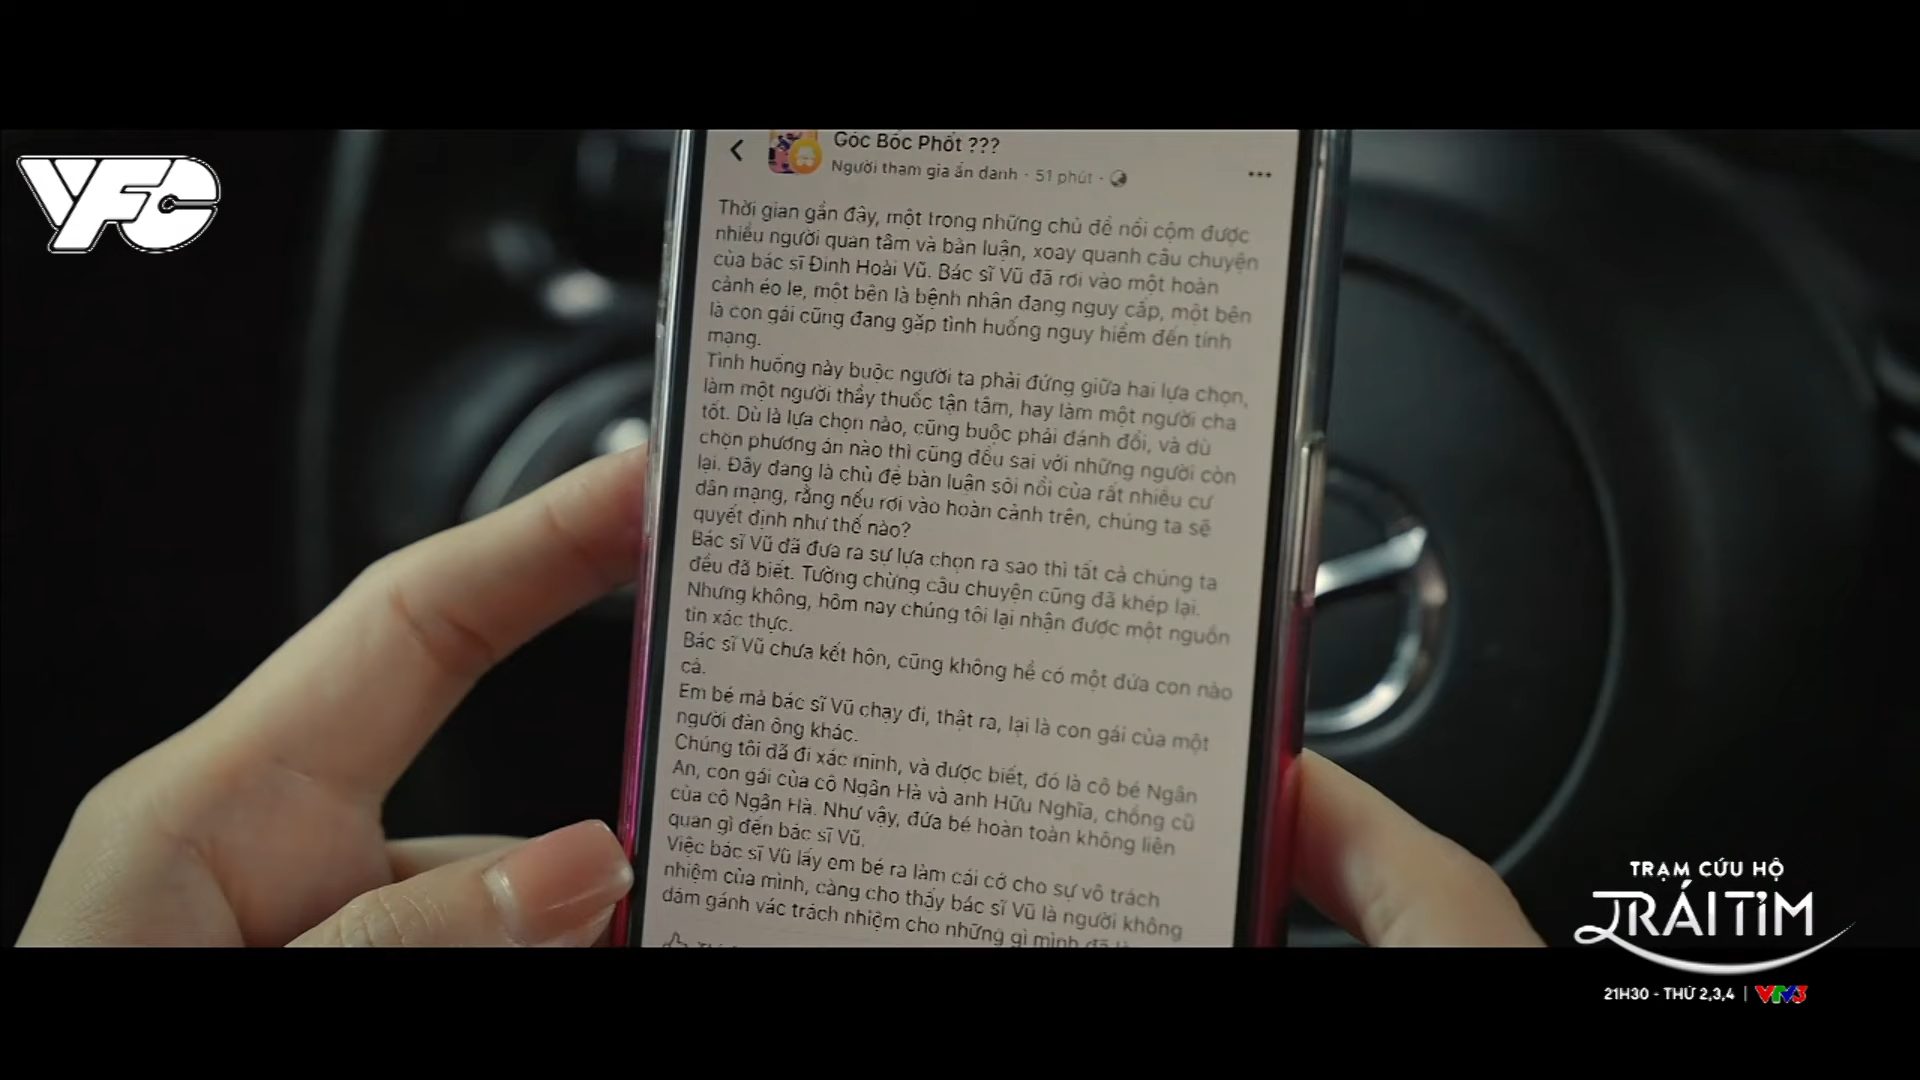 VFC
Góc Bóc Phốt ???
Người tham gia ẩn danh · 51 phút ·
Thời gian gần đây, một trong những chủ đề nổi cộm được
nhiều người quan tâm và bàn luận, xoay quanh câu chuyện
của bác sĩ Đinh Hoài Vũ. Bác sĩ Vũ đã rơi vào một hoàn
cảnh éo le, một bên là bệnh nhân đang nguy cấp, một bên
là con gái cũng đang gặp tình huống nguy hiểm đến tính
mạng.
Tình huống này buộc người ta phải đứng giữa hai lựa chọn,
làm một người thầy thuốc tận tâm, hay làm một người cha
tốt. Dù là lựa chọn nào, cũng buộc phải đánh đổi, và dù
chọn phương án nào thì cũng đều sai với những người còn
lại. Đây đang là chủ đề bàn luận sôi nổi của rất nhiều cư
dân mạng, rằng nếu rơi vào hoàn cảnh trên, chúng ta sẽ
quyết định như thế nào?
Bác sĩ Vũ đã đưa ra sự lựa chọn ra sao thì tất cả chúng ta
đều đã biết. Tưởng chừng câu chuyện cũng đã khép lại.
Nhưng không, hôm nay chúng tôi lại nhận được một nguồn
tin xác thực.
Bác sĩ Vũ chưa kết hôn, cũng không hề có một đứa con nào
cả.
Em bé mà bác sĩ Vũ chạy đi, thật ra, lại là con gái của một
người đàn ông khác.
Chúng tôi đã đi xác minh, và được biết, đó là cô bé Ngân
An, con gái của cô Ngân Hà và anh Hữu Nghĩa, chồng cũ
của cô Ngân Hà. Như vậy, đứa bé hoàn toàn không liên
quan gì đến bác sĩ Vũ.
Việc bác sĩ Vũ lấy em bé ra làm cái cớ cho sự vô trách
nhiệm của mình, càng cho thấy bác sĩ Vũ là người không
dám gánh vác trách nhiệm cho những gì mình đã
TRẠM CỨU HỘ
TRÁI TIM
21H30 - THỨ 2,3,4 | VTV3